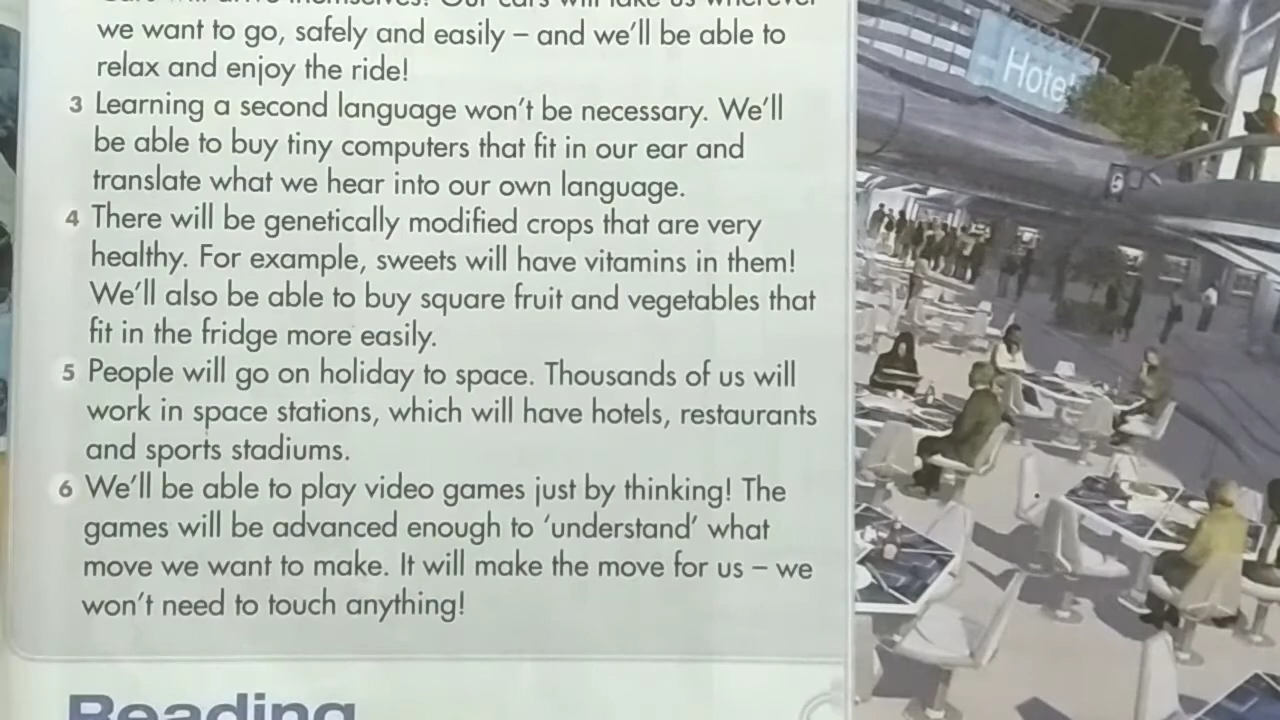 we want to go, safely and easily – and we'll be able to
relax and enjoy the ride!
3 Learning a second language won't be necessary. We'll
be able to buy tiny computers that fit in our ear and
translate what we hear into our own language.
4 There will be genetically modified crops that are very
healthy. For example, sweets will have vitamins in them!
We'll also be able to buy square fruit and vegetables that
fit in the fridge more easily.
5 People will go on holiday to space. Thousands of us will
work in space stations, which will have hotels, restaurants
and sports stadiums.
6 We'll be able to play video games just by thinking! The
games will be advanced enough to 'understand' what
move we want to make. It will make the move for us – we
won't need to touch anything!
Reading
Hotel